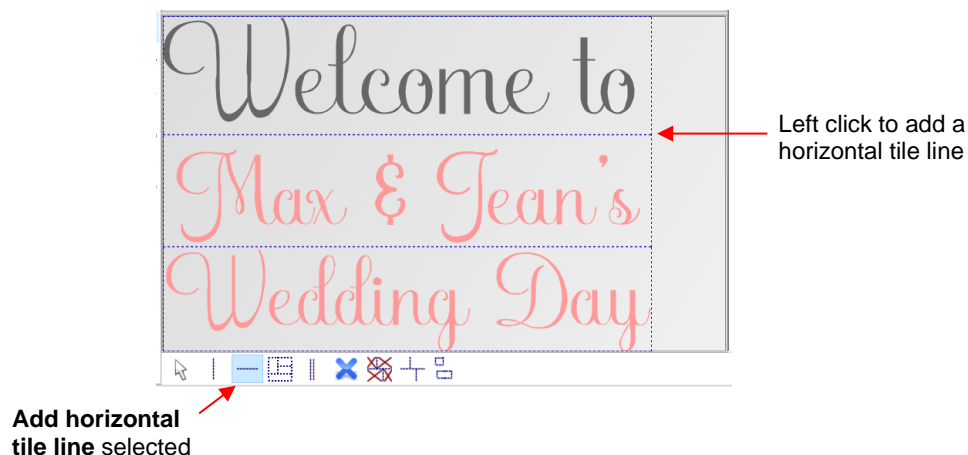 Welcome to
Max & Jean's
Wedding Day
Left click to add a
horizontal tile line
Add horizontal
tile line selected